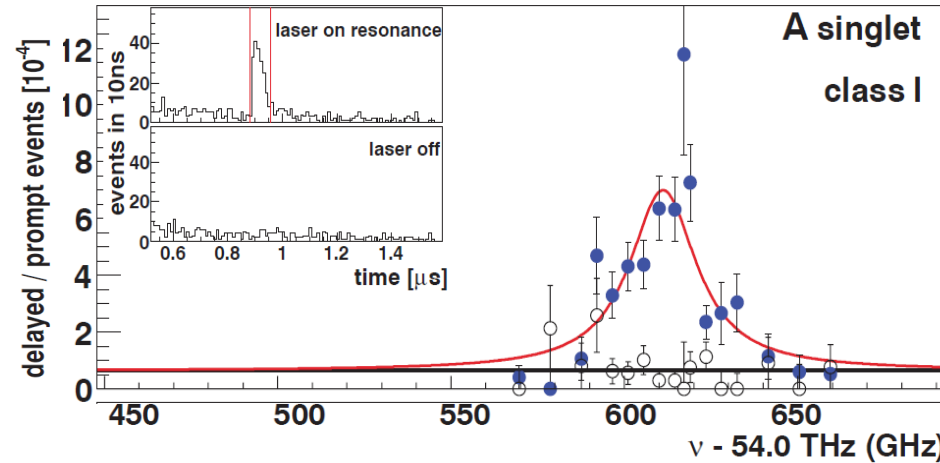 A singlet
class I
delayed / prompt events [10⁻⁴]
12
10
8
6
4
2
0
450
500
550
600
650
ν - 54.0 THz (GHz)
laser on resonance
events in 10ns
40
20
0
laser off
40
20
0
0.6
0.8
1
1.2
1.4
time [μs]